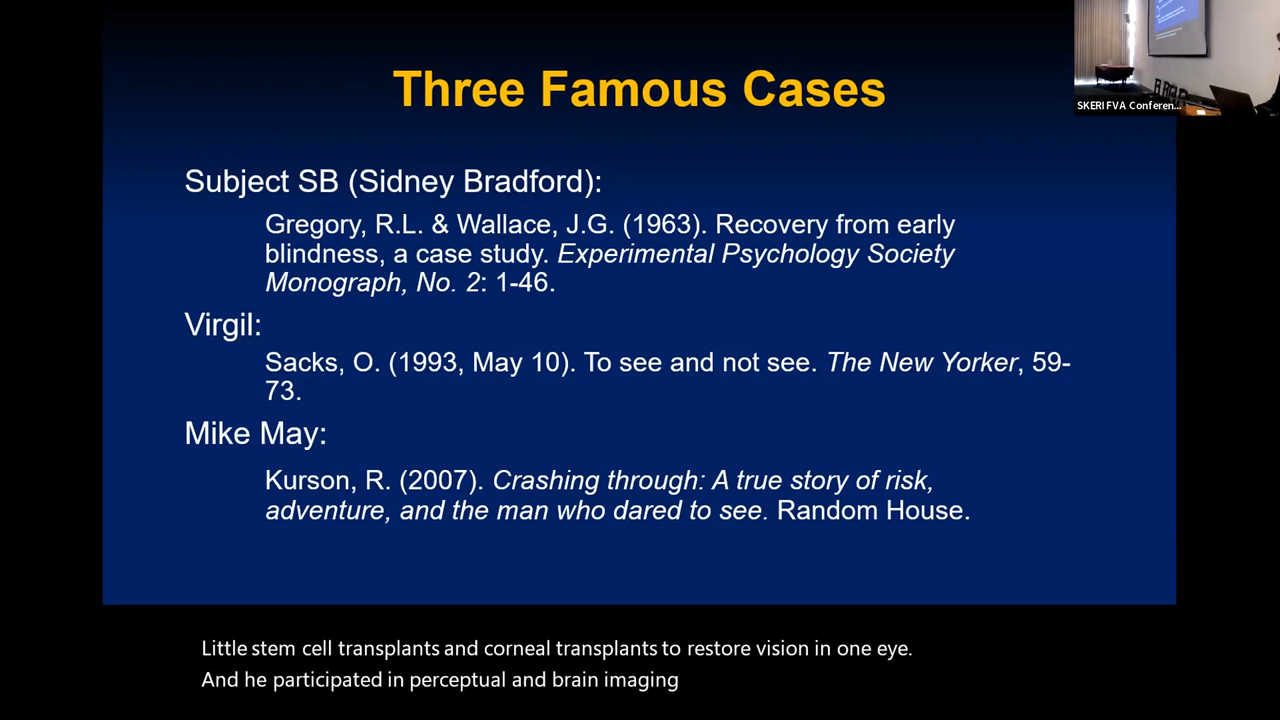 Three Famous Cases
SKERI FVA Conferen...
Subject SB (Sidney Bradford):
Gregory, R.L. & Wallace, J.G. (1963). Recovery from early
blindness, a case study. Experimental Psychology Society
Monograph, No. 2: 1-46.
Virgil:
Sacks, O. (1993, May 10). To see and not see. The New Yorker, 59-
73.
Mike May:
Kurson, R. (2007). Crashing through: A true story of risk,
adventure, and the man who dared to see. Random House.
Little stem cell transplants and corneal transplants to restore vision in one eye.
And he participated in perceptual and brain imaging